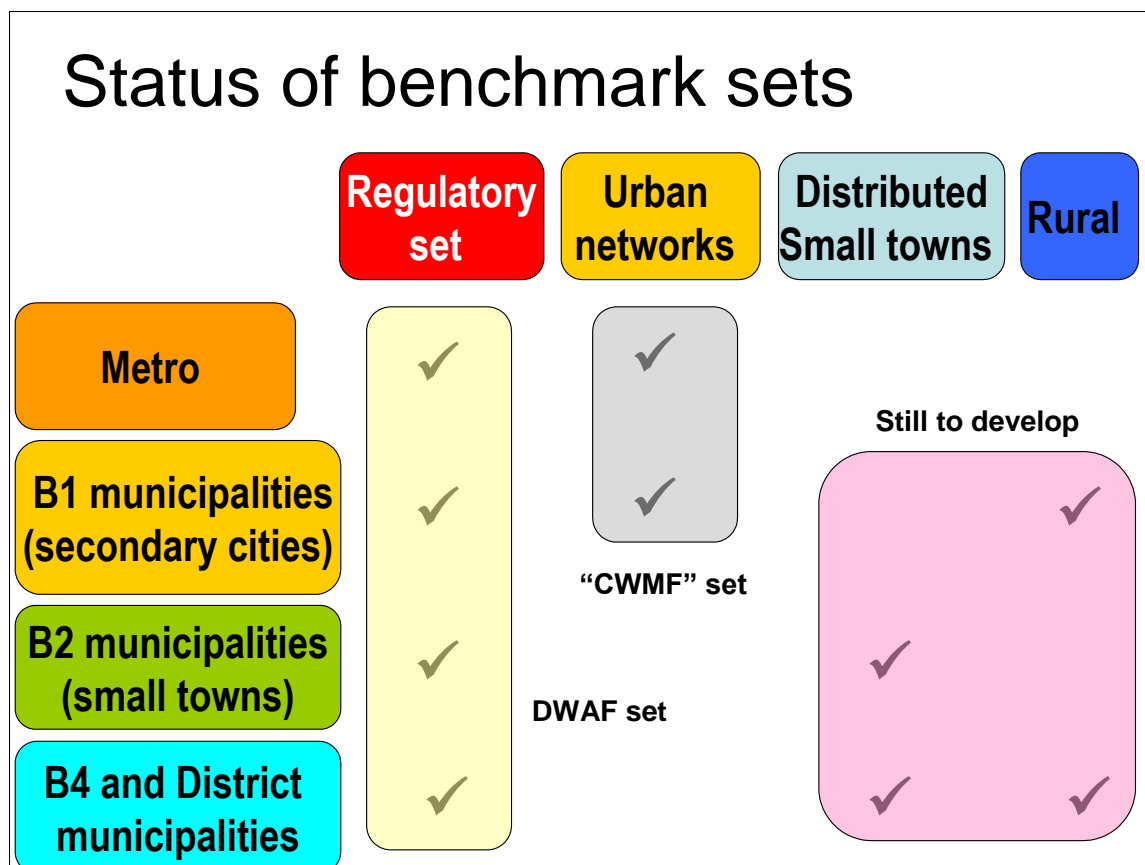 Status of benchmark sets
Regulatory
set
Urban
networks
Distributed
Small towns
Rural
Metro
Still to develop
B1 municipalities
(secondary cities)
“CWMF” set
B2 municipalities
(small towns)
DWAF set
B4 and District
municipalities